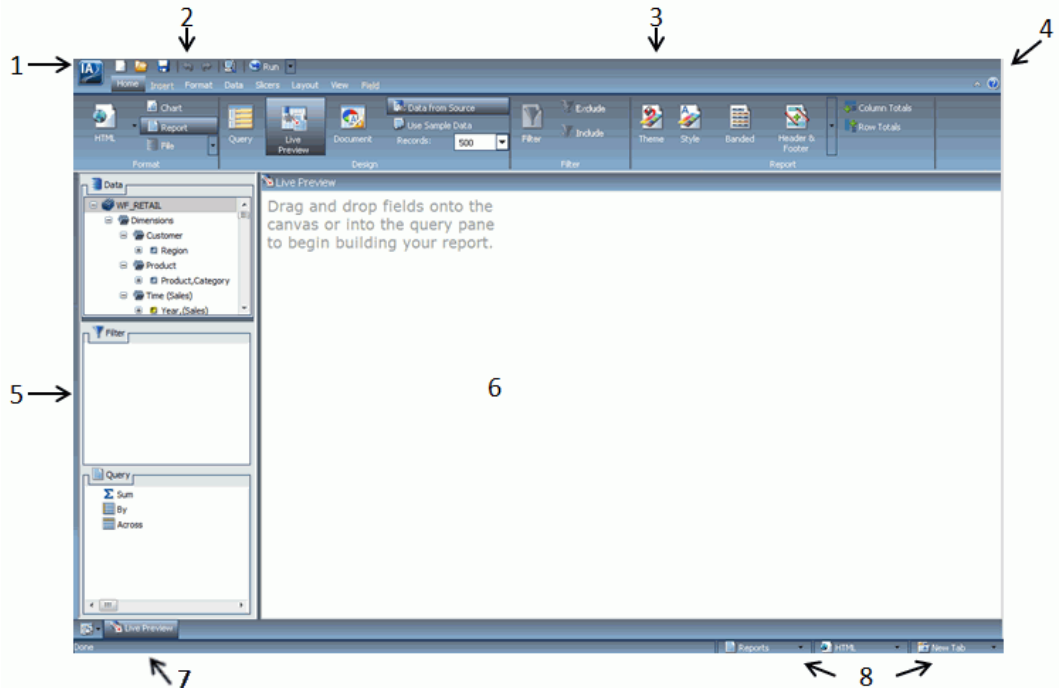 2 3 4
1
IA
Run
Home Insert Format Data Slicers Layout View Field
HTML
Chart
Report
File
Format
Query
Live Preview
Document
Data from Source
Use Sample Data
Records: 500
Design
Filter
Exclude
Include
Filter
Theme
Style
Banded
Header & Footer
Report
Column Totals
Row Totals
Data
WF_RETAIL
Dimensions
Customer
Region
Product
Product,Category
Time (Sales)
Year,(Sales)
Live Preview
Drag and drop fields onto the
canvas or into the query pane
to begin building your report.
Filter
5
6
Query
Sum
By
Across
Live Preview
Done
Reports HTML New Tab
7 8